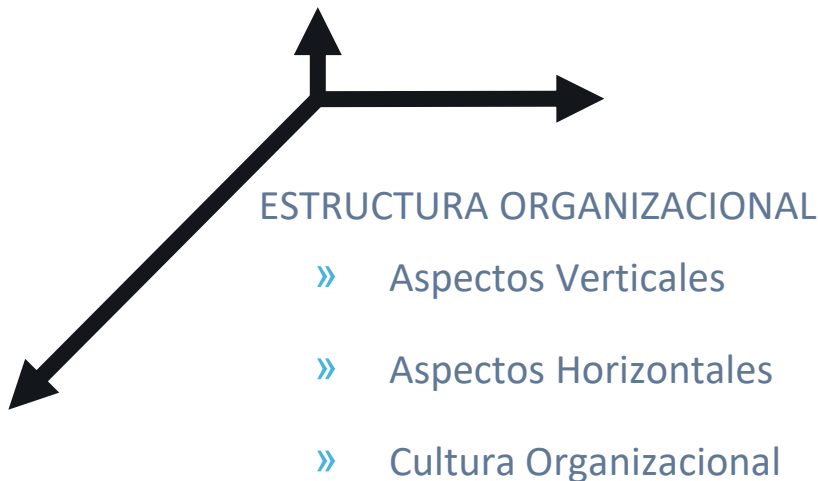 ESTRUCTURA ORGANIZACIONAL
» Aspectos Verticales
» Aspectos Horizontales
» Cultura Organizacional